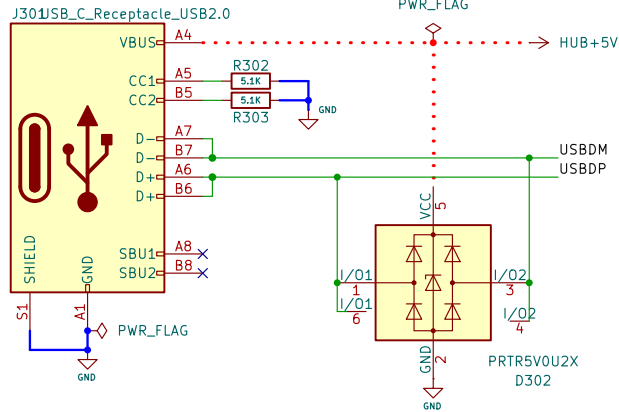 PWR_FLAG
J301USB_C_Receptacle_USB2.0
VBUS A4
HUB+5V
R302
CC1 A5 5.1K
CC2 B5 5.1K
GND
R303
D- A7
D- B7
USBDM
D+ A6
USBDP
D+ B6
VCC 5
SBU1 A8
SBU2 B8
SHIELD
GND
S1
A1
I/O1 1
I/O2 3
I/O1 6
I/O2 4
PWR_FLAG
GND 2
PRTR5V0U2X
D302
GND
GND